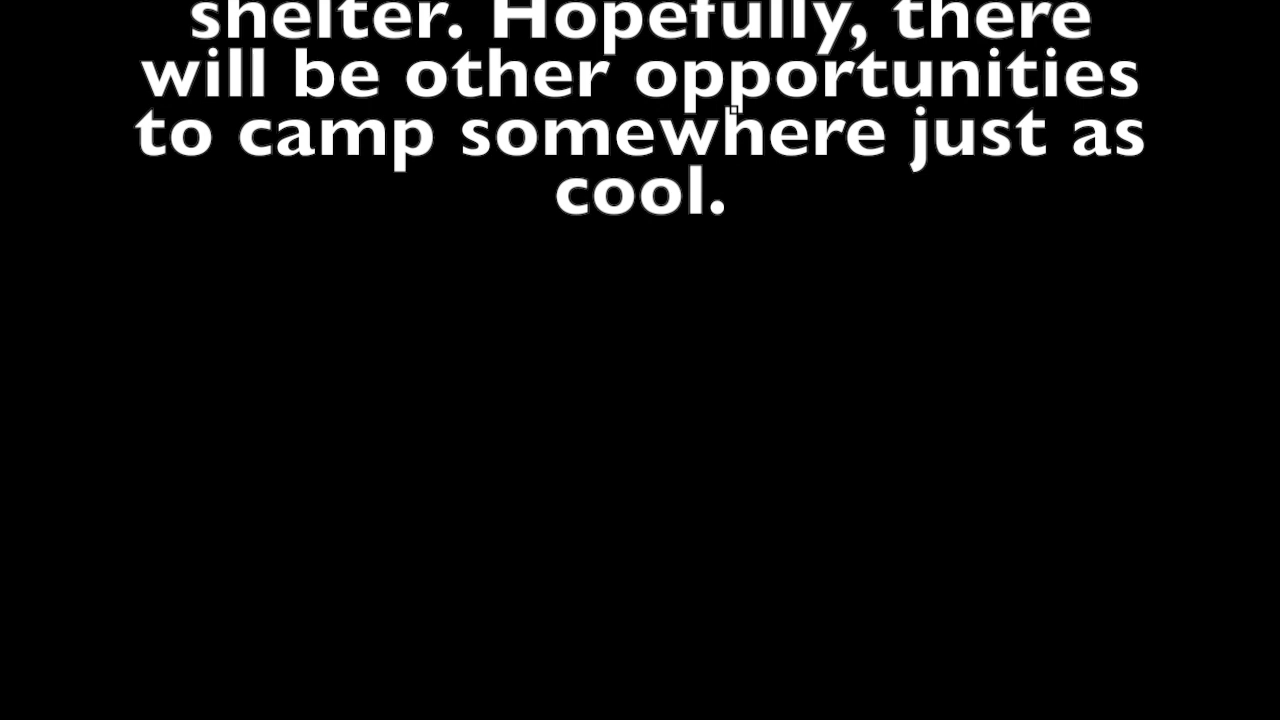 shelter. Hopefully, there
will be other opportunities
to camp somewhere just as
cool.